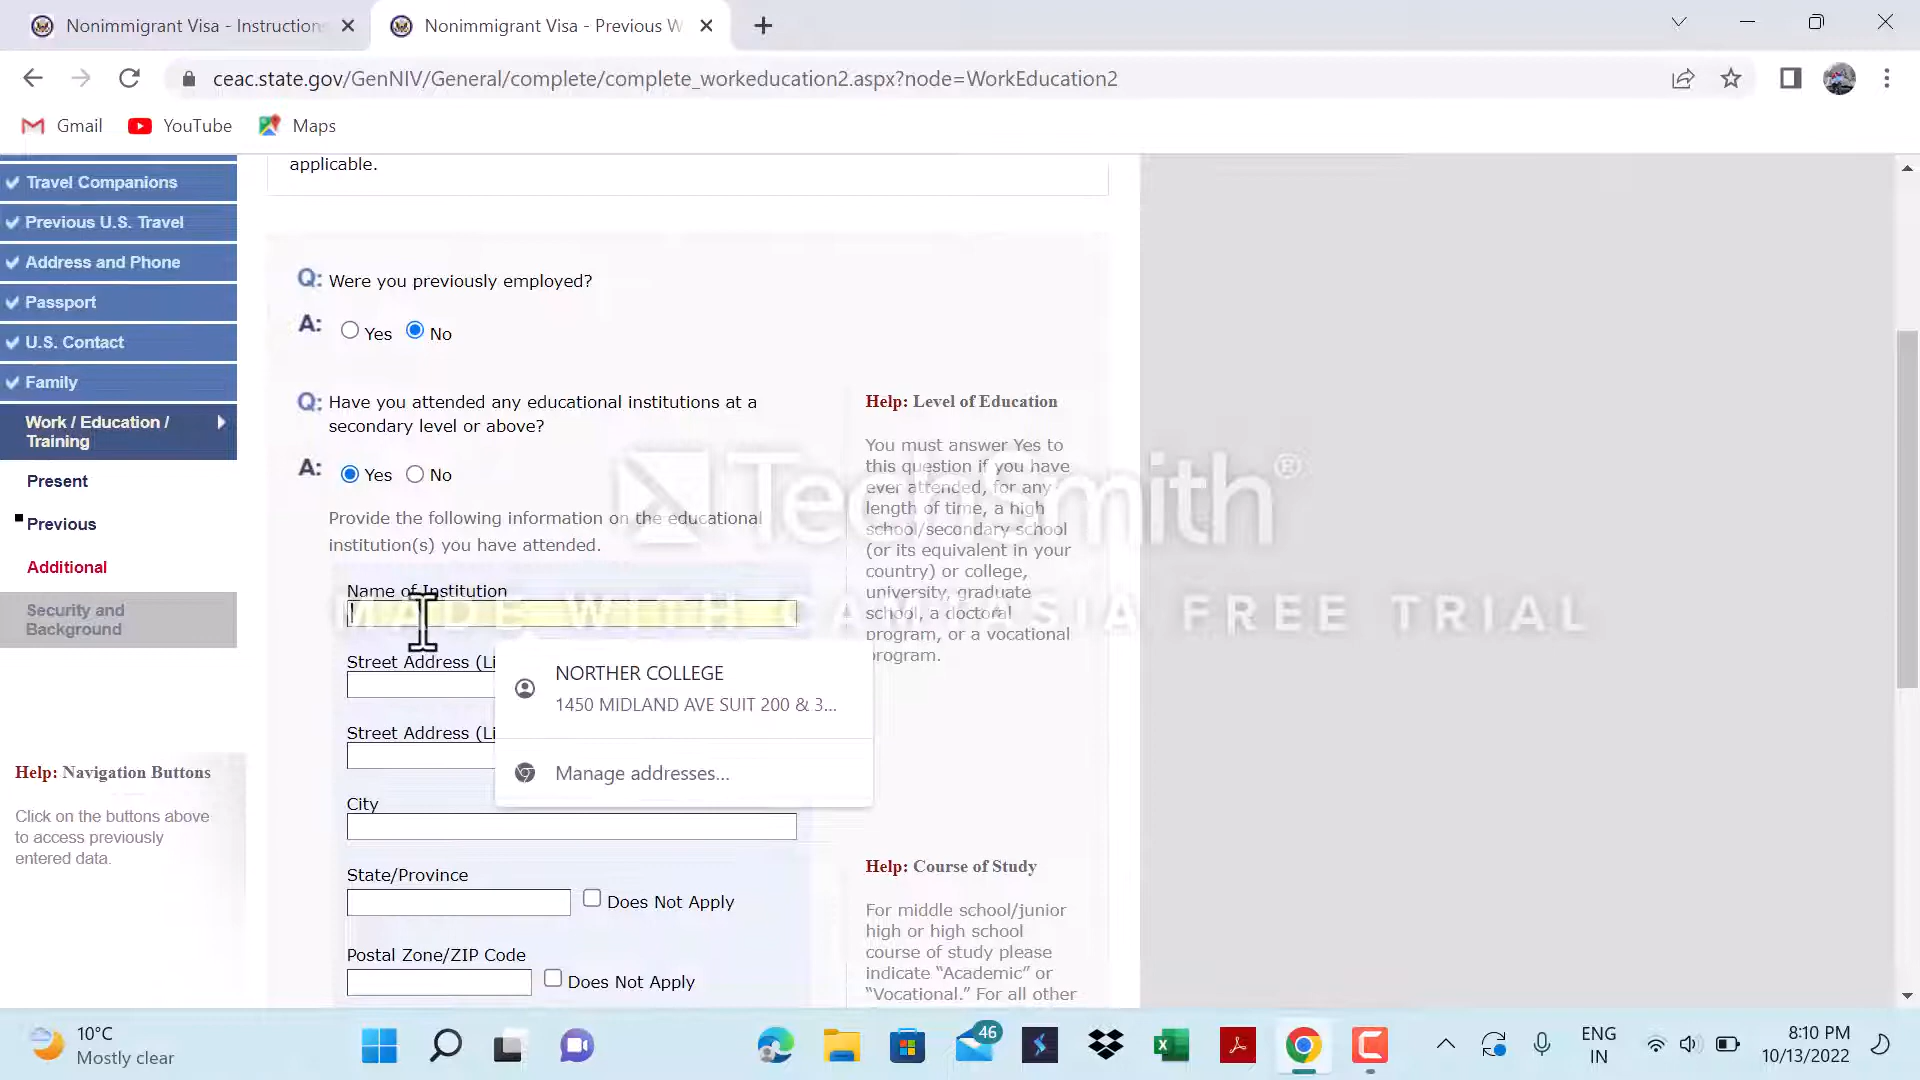 Nonimmigrant Visa - Instructions
Nonimmigrant Visa - Previous W
ceac.state.gov/GenNIV/General/complete/complete_workeducation2.aspx?node=WorkEducation2
Gmail
YouTube
Maps
applicable.
Travel Companions
Previous U.S. Travel
Address and Phone
Passport
U.S. Contact
Family
Work / Education /
Training
Present
Previous
Additional
Security and
Background
Help: Navigation Buttons
Click on the buttons above
to access previously
entered data.
Q: Were you previously employed?
A: Yes No
Q: Have you attended any educational institutions at a
secondary level or above?
A: Yes No
Provide the following information on the educational
institution(s) you have attended.
Name of Institution
Street Address (Li
Street Address (Li
City
State/Province
Does Not Apply
Postal Zone/ZIP Code
Does Not Apply
NORTHER COLLEGE
1450 MIDLAND AVE SUIT 200 & 3...
Manage addresses...
Help: Level of Education
You must answer Yes to
this question if you have
ever attended, for any
length of time, a high
school/secondary school
(or its equivalent in your
country) or college,
university, graduate
school, a doctoral
program, or a vocational
program.
Help: Course of Study
For middle school/junior
high or high school
course of study please
indicate “Academic” or
“Vocational.” For all other
TechSmith®
MADE WITH CAMTASIA FREE TRIAL
10°C
Mostly clear
46
ENG
IN
8:10 PM
10/13/2022